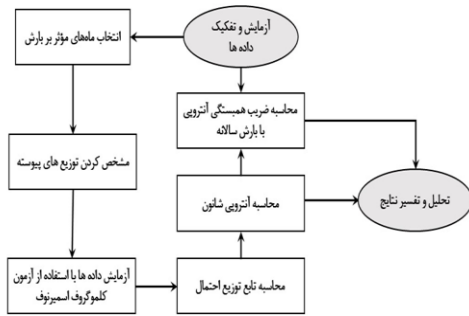 آزمایش و تفکیک
داده ها
انتخاب ماه‌های مؤثر بر بارش
مشخص کردن توزیع های پیوسته
آزمایش داده ها با استفاده از آزمون
کلموگروف اسمیرنوف
محاسبه تابع توزیع احتمال
محاسبه آنتروپی شانون
محاسبه ضریب همبستگی آنتروپی
با بارش سالانه
تحلیل و تفسیر نتایج